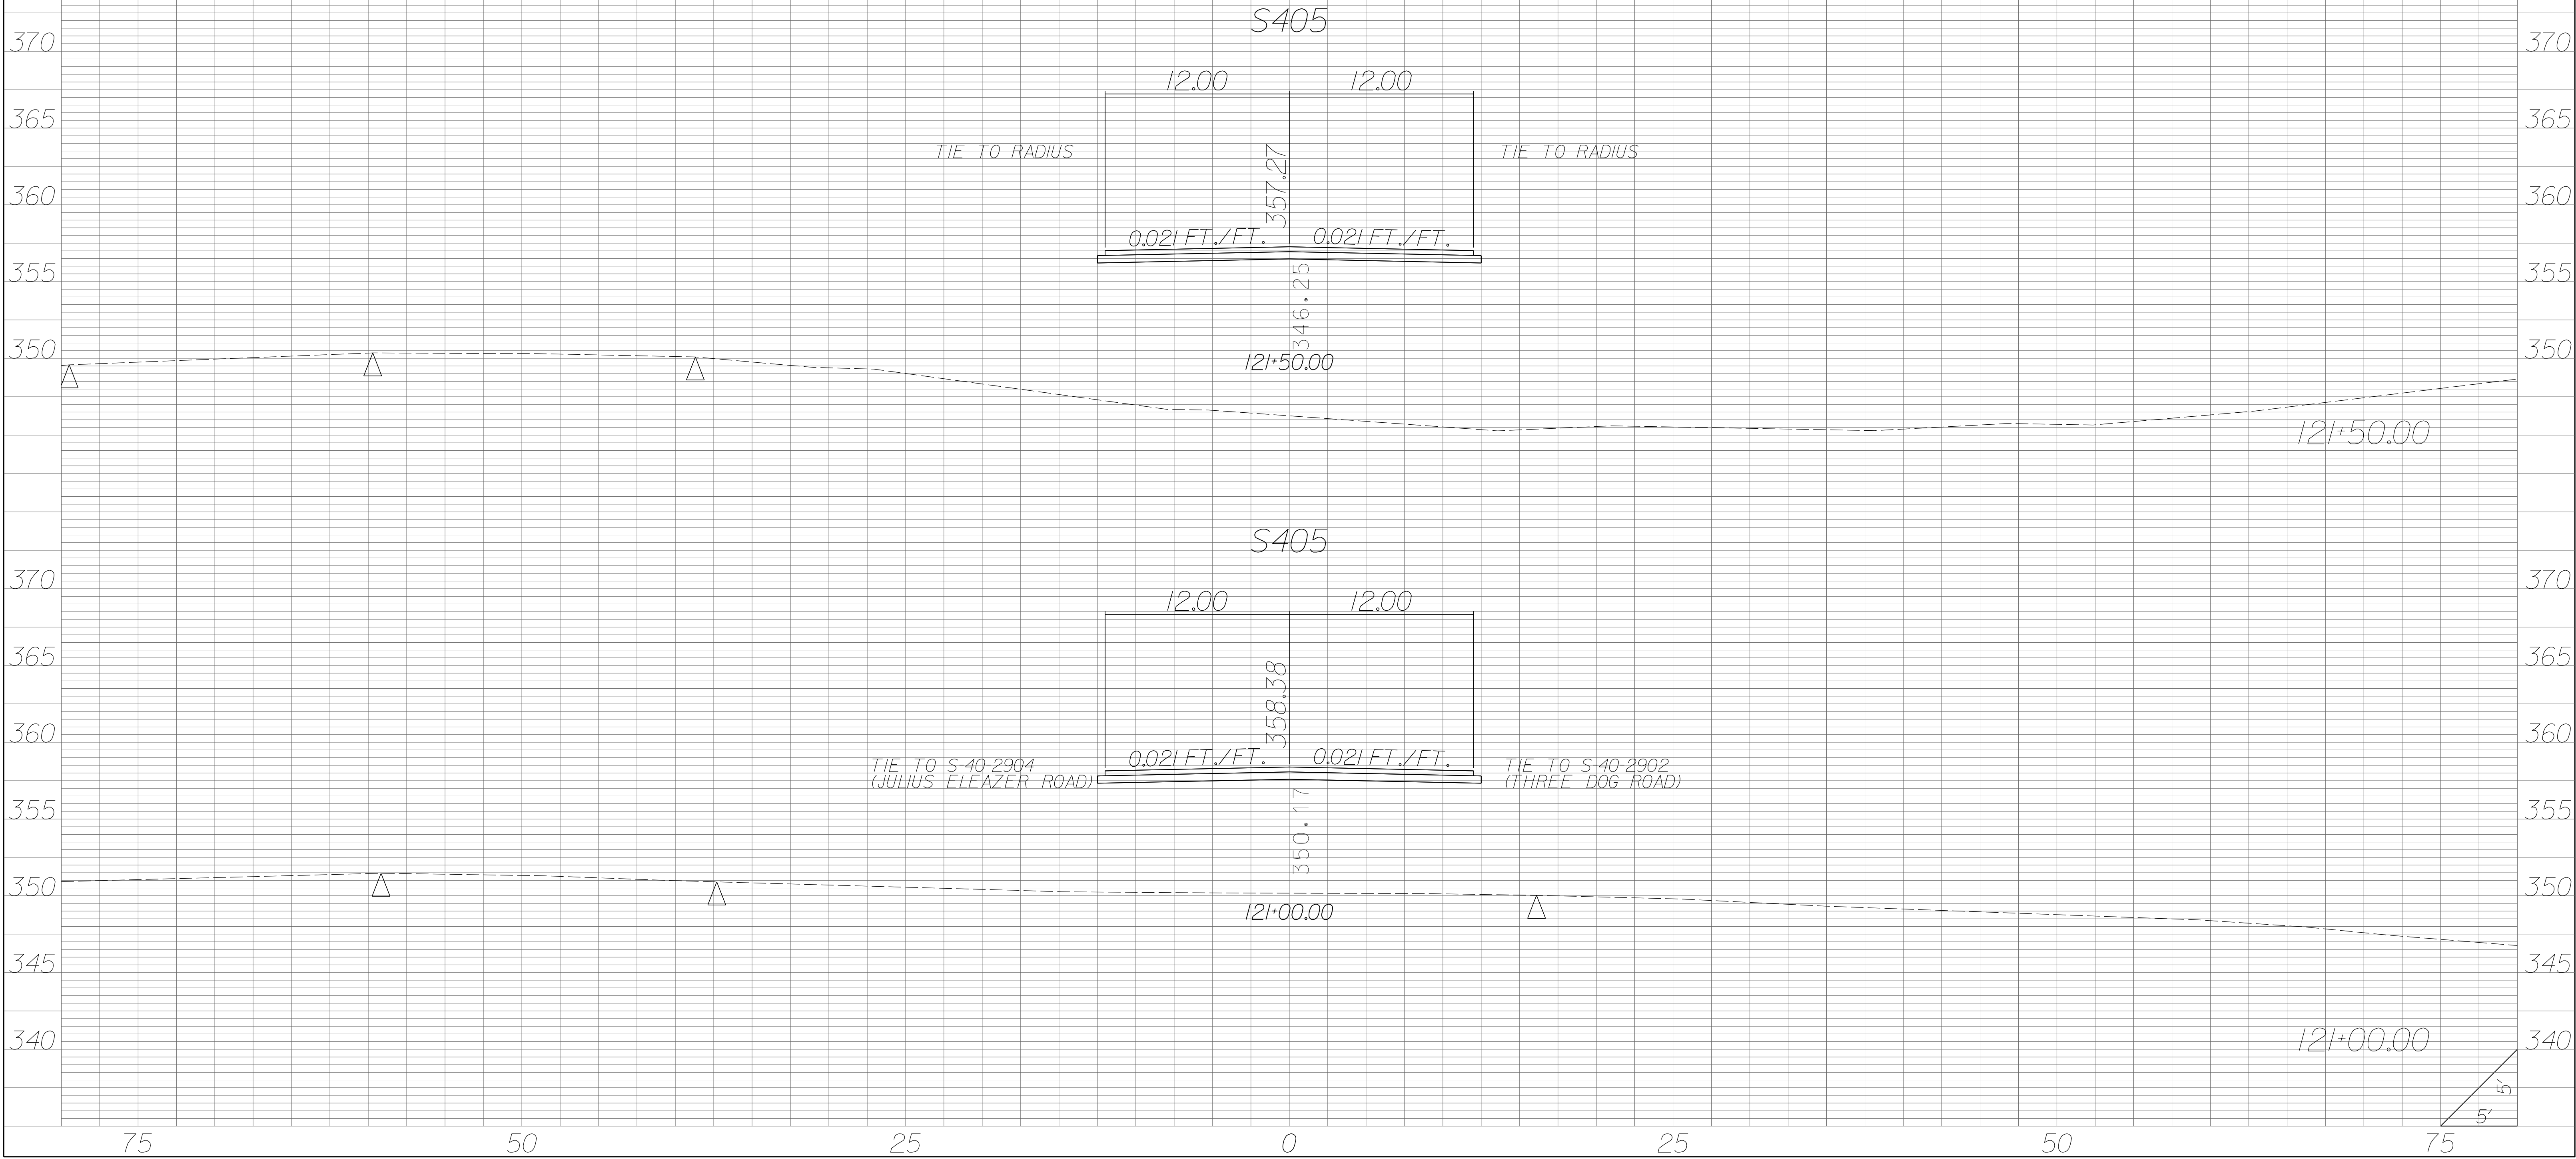 S405
370 370
12.00 12.00
365 365
TIE TO RADIUS TIE TO RADIUS
357.27
360 360
0.021 FT./FT. 0.021 FT./FT.
355 355
346.25
350 350
121+50.00
121+50.00
S405
370 370
12.00 12.00
365 365
358.38
360 360
0.021 FT./FT. 0.021 FT./FT.
TIE TO S-40-2904 TIE TO S-40-2902
(JULIUS ELEAZER ROAD) (THREE DOG ROAD)
355 355
350.17
350 350
121+00.00
345 345
340 121+00.00 340
5'
5'
75 50 25 0 25 50 75